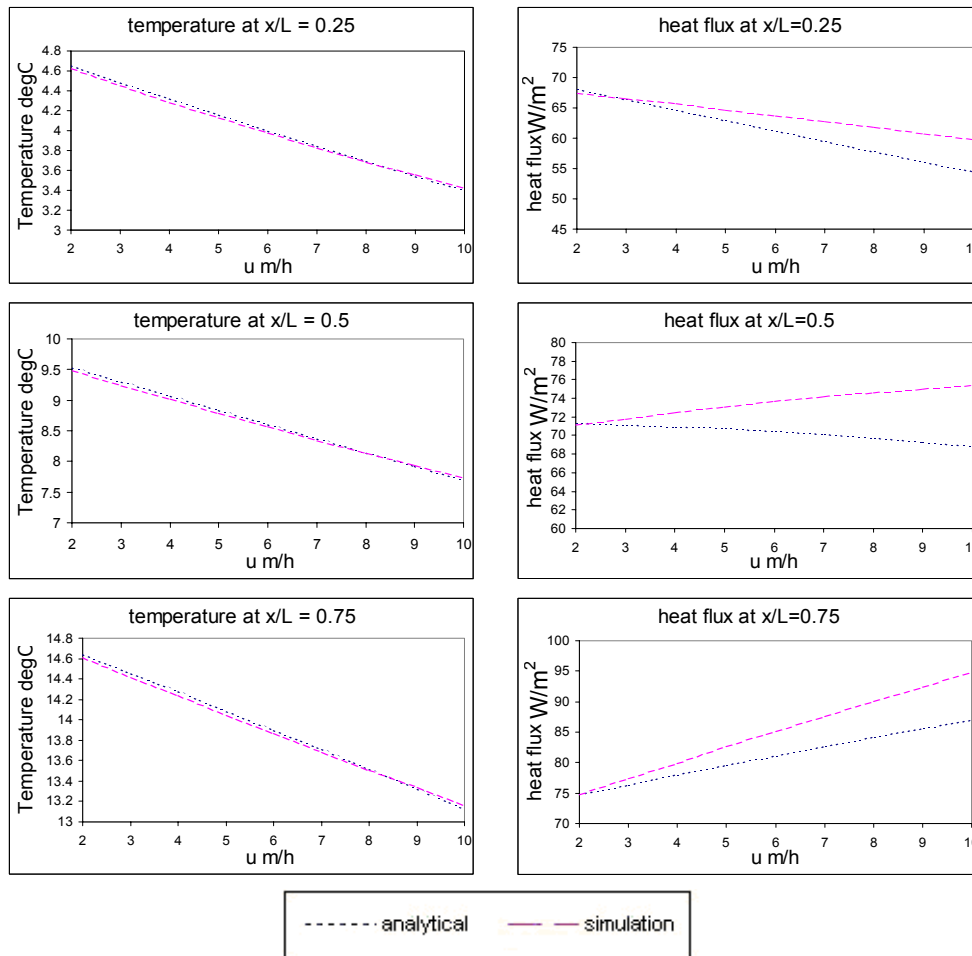 temperature at x/L = 0.25
Temperature degC
4.8
4.6
4.4
4.2
4
3.8
3.6
3.4
3.2
3
2 3 4 5 6 7 8 9 10
u m/h
heat flux at x/L=0.25
heat flux W/m²
75
70
65
60
55
50
45
2 3 4 5 6 7 8 9 1
u m/h
temperature at x/L = 0.5
Temperature degC
10
9.5
9
8.5
8
7.5
7
2 3 4 5 6 7 8 9 10
u m/h
heat flux at x/L=0.5
heat flux W/m²
80
78
76
74
72
70
68
66
64
62
60
2 3 4 5 6 7 8 9 1
u m/h
temperature at x/L = 0.75
Temperature degC
14.8
14.6
14.4
14.2
14
13.8
13.6
13.4
13.2
13
2 3 4 5 6 7 8 9 10
u m/h
heat flux at x/L=0.75
heat flux W/m²
100
95
90
85
80
75
70
2 3 4 5 6 7 8 9 10
u m/h
analytical
simulation